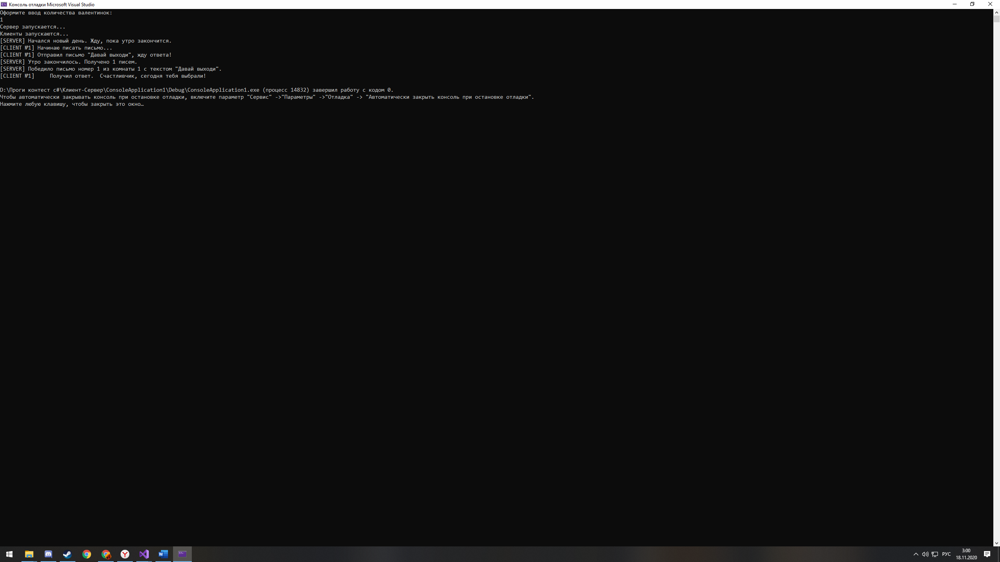 Консоль отладки Microsoft Visual Studio
Оформите ввод количества валентинок:
1
Сервер запускается...
Клиенты запускаются...
[SERVER] Начался новый день. Жду, пока утро закончится.
[CLIENT №1] Начинаю писать письмо...
[CLIENT №1] Отправил письмо "Давай выходи", жду ответа!
[SERVER] Утро закончилось. Получено 1 писем.
[SERVER] Победило письмо номер 1 из комнаты 1 с текстом "Давай выходи".
[CLIENT №1]     Получил ответ.  Счастливчик, сегодня тебя выбрали!
D:\Проги контест c#\Клиент-Сервер\ConsoleApplication1\Debug\ConsoleApplication1.exe (процесс 14832) завершил работу с кодом 0.
Чтобы автоматически закрывать консоль при остановке отладки, включите параметр "Сервис" ->"Параметры" ->"Отладка" -> "Автоматически закрыть консоль при остановке отладки".
Нажмите любую клавишу, чтобы закрыть это окно…
РУС
3:00
18.11.2020